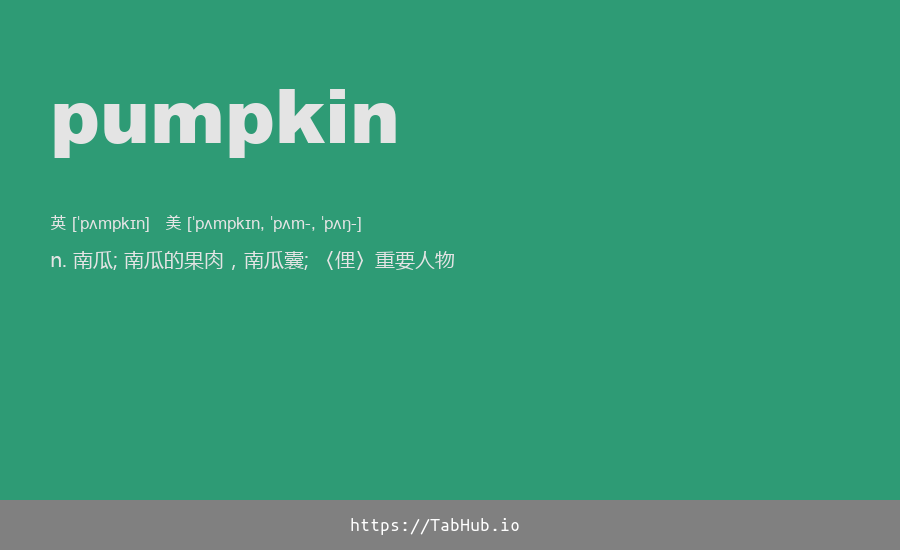 pumpkin
英 [ˈpʌmpkɪn] 美 [ˈpʌmpkɪn, ˈpʌm-, ˈpʌŋ-]
n. 南瓜; 南瓜的果肉，南瓜囊; 〈俚〉重要人物
https://TabHub.io